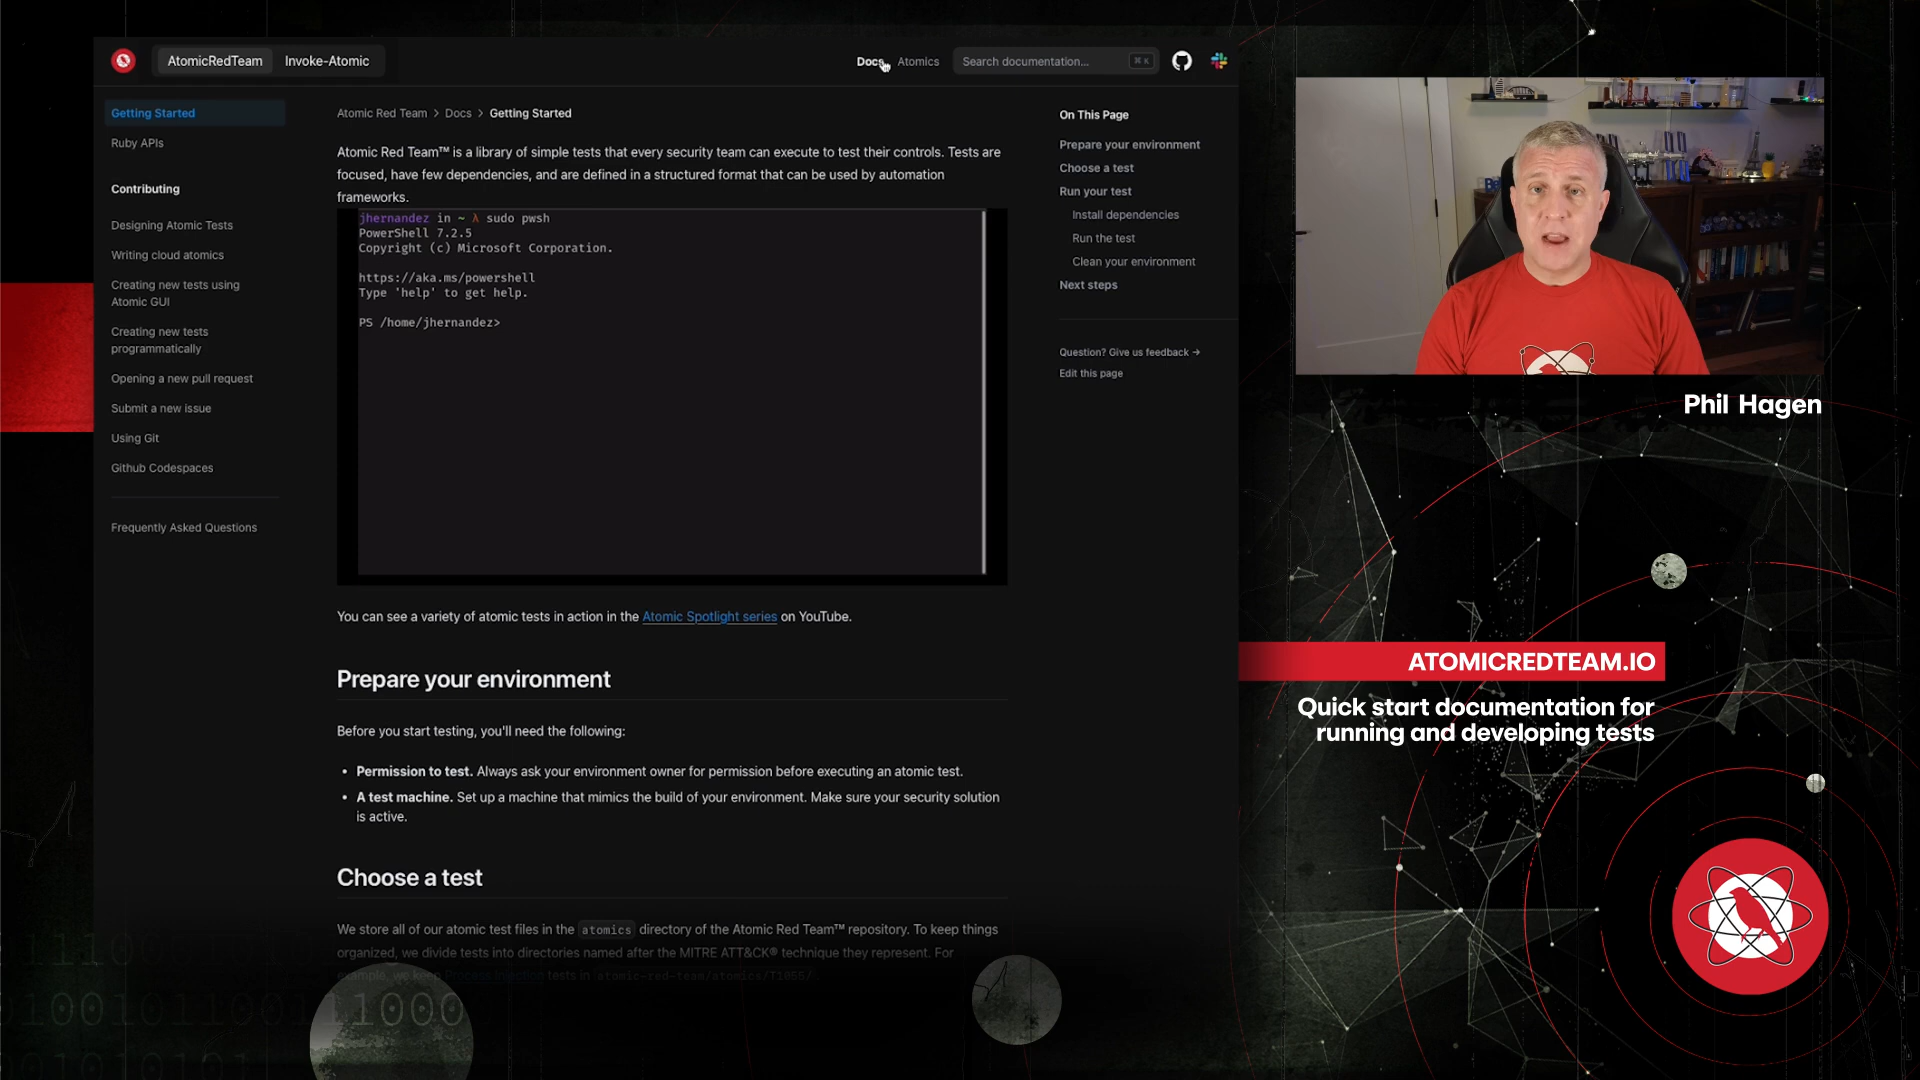 AtomicRedTeam
Invoke-Atomic
Docs
Atomics
Search documentation...
⌘ K
Getting Started
Ruby APIs
Contributing
Designing Atomic Tests
Writing cloud atomics
Creating new tests using
Atomic GUI
Creating new tests
programmatically
Opening a new pull request
Submit a new issue
Using Git
Github Codespaces
Frequently Asked Questions
Atomic Red Team > Docs > Getting Started
Atomic Red Team™ is a library of simple tests that every security team can execute to test their controls. Tests are
focused, have few dependencies, and are defined in a structured format that can be used by automation
frameworks.
jhernandez in ~ λ sudo pwsh
PowerShell 7.2.5
Copyright (c) Microsoft Corporation.
https://aka.ms/powershell
Type 'help' to get help.
PS /home/jhernandez>
You can see a variety of atomic tests in action in the Atomic Spotlight series on YouTube.
Prepare your environment
Before you start testing, you'll need the following:
• Permission to test. Always ask your environment owner for permission before executing an atomic test.
• A test machine. Set up a machine that mimics the build of your environment. Make sure your security solution
is active.
Choose a test
We store all of our atomic test files in the atomics directory of the Atomic Red Team™ repository. To keep things
organized, we divide tests into directories named after the MITRE ATT&CK® technique they represent. For
example, we keep Process Injection tests in atomic-red-team/atomics/T1055/.
On This Page
Prepare your environment
Choose a test
Run your test
Install dependencies
Run the test
Clean your environment
Next steps
Question? Give us feedback →
Edit this page
Phil Hagen
ATOMICREDTEAM.IO
Quick start documentation for
running and developing tests